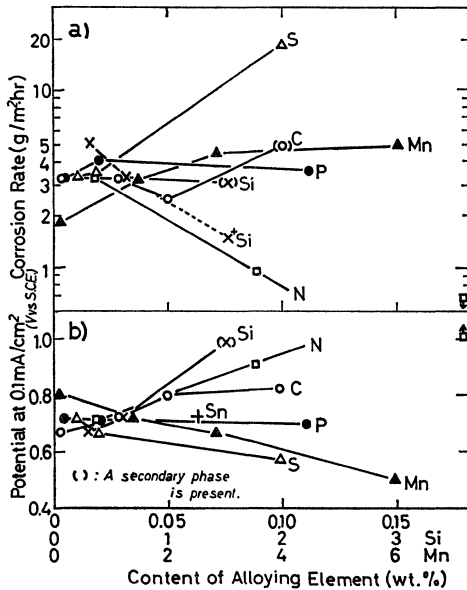 a)
20
10
5
4
3
2
1
Corrosion Rate (g/m²hr)
S
C
Mn
P
Si
+
Si
N
b)
1.0
0.8
0.6
0.4
Potential at 0.1mA/cm²
(V vs S.C.E)
Si
N
C
Sn
P
S
Mn
( ) : A secondary phase
is present.
0 0.05 0.10 0.15
0 1 2 3 Si
0 2 4 6 Mn
Content of Alloying Element (wt.%)